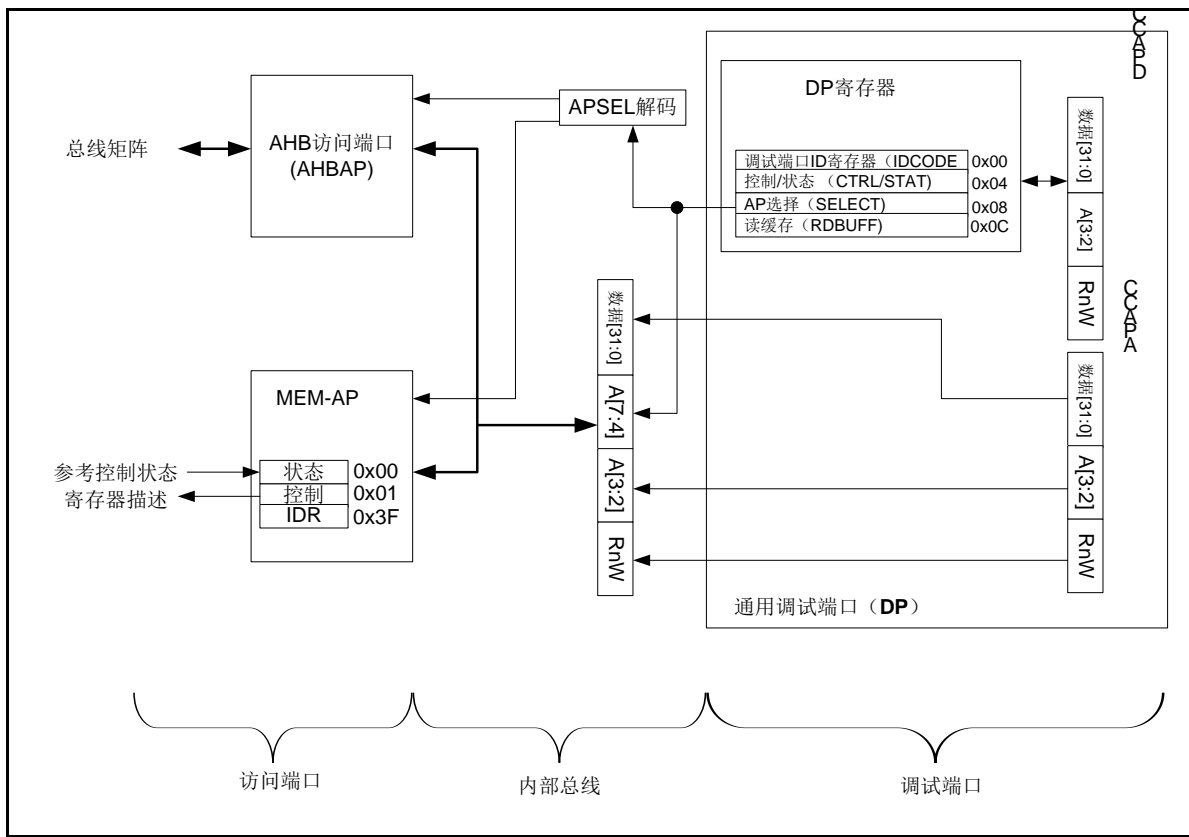 CCAPD
DP寄存器
APSEL解码
总线矩阵
AHB访问端口
(AHBAP)
调试端口ID寄存器（IDCODE 0x00
控制/状态 （CTRL/STAT) 0x04
AP选择（SELECT) 0x08
读缓存（RDBUFF) 0x0C
数据[31:0]
A[3:2]
RnW
CCAPA
数据[31:0]
A[7:4]
A[3:2]
RnW
数据[31:0]
A[3:2]
RnW
MEM-AP
参考控制状态
寄存器描述
状态 0x00
控制 0x01
IDR 0x3F
通用调试端口（DP）
访问端口
内部总线
调试端口